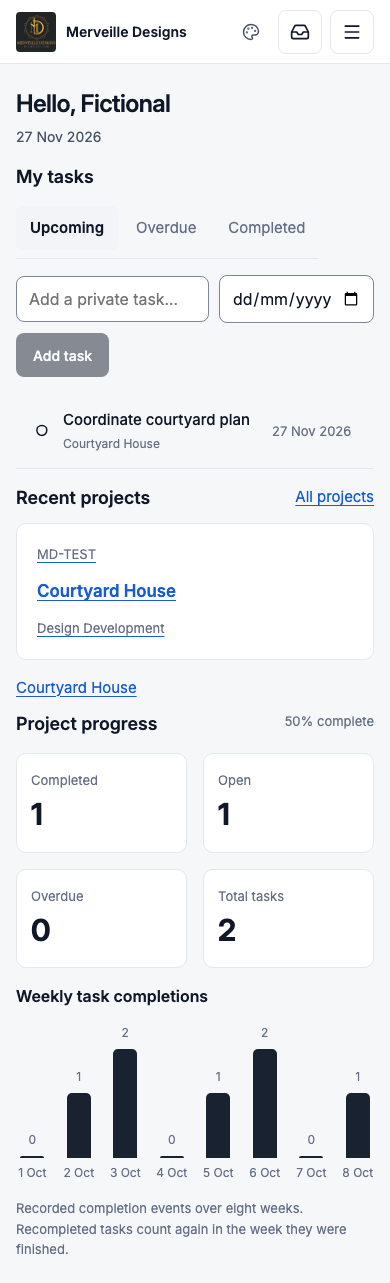 Merveille Designs
Hello, Fictional
27 Nov 2026
My tasks
Upcoming Overdue Completed
Add a private task... dd/mm/yyyy
Add task
Coordinate courtyard plan
Courtyard House
27 Nov 2026
Recent projects All projects
MD-TEST
Courtyard House
Design Development
Courtyard House
Project progress 50% complete
Completed Open
1 1
Overdue Total tasks
0 2
Weekly task completions
0 1 2 0 1 2 0 1
1 Oct 2 Oct 3 Oct 4 Oct 5 Oct 6 Oct 7 Oct 8 Oct
Recorded completion events over eight weeks.
Recompleted tasks count again in the week they were
finished.